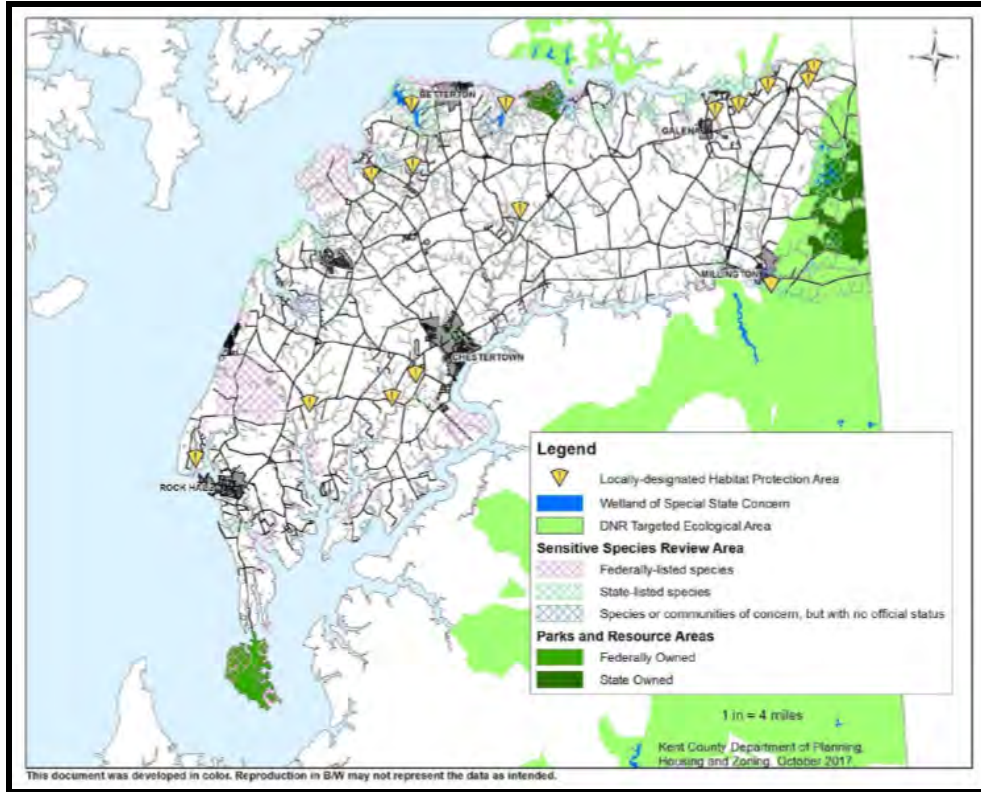 BETTERTON
GALENA
MILLINGTON
CHESTERTOWN
ROCK HALL
Legend
Locally-designated Habitat Protection Area
Wetland of Special State Concern
DNR Targeted Ecological Area
Sensitive Species Review Area
Federally-listed species
State-listed species
Species or communities of concern, but with no official status
Parks and Resource Areas
Federally Owned
State Owned
1 in = 4 miles
Kent County Department of Planning,
Housing and Zoning, October 2017
This document was developed in color. Reproduction in B/W may not represent the data as intended.